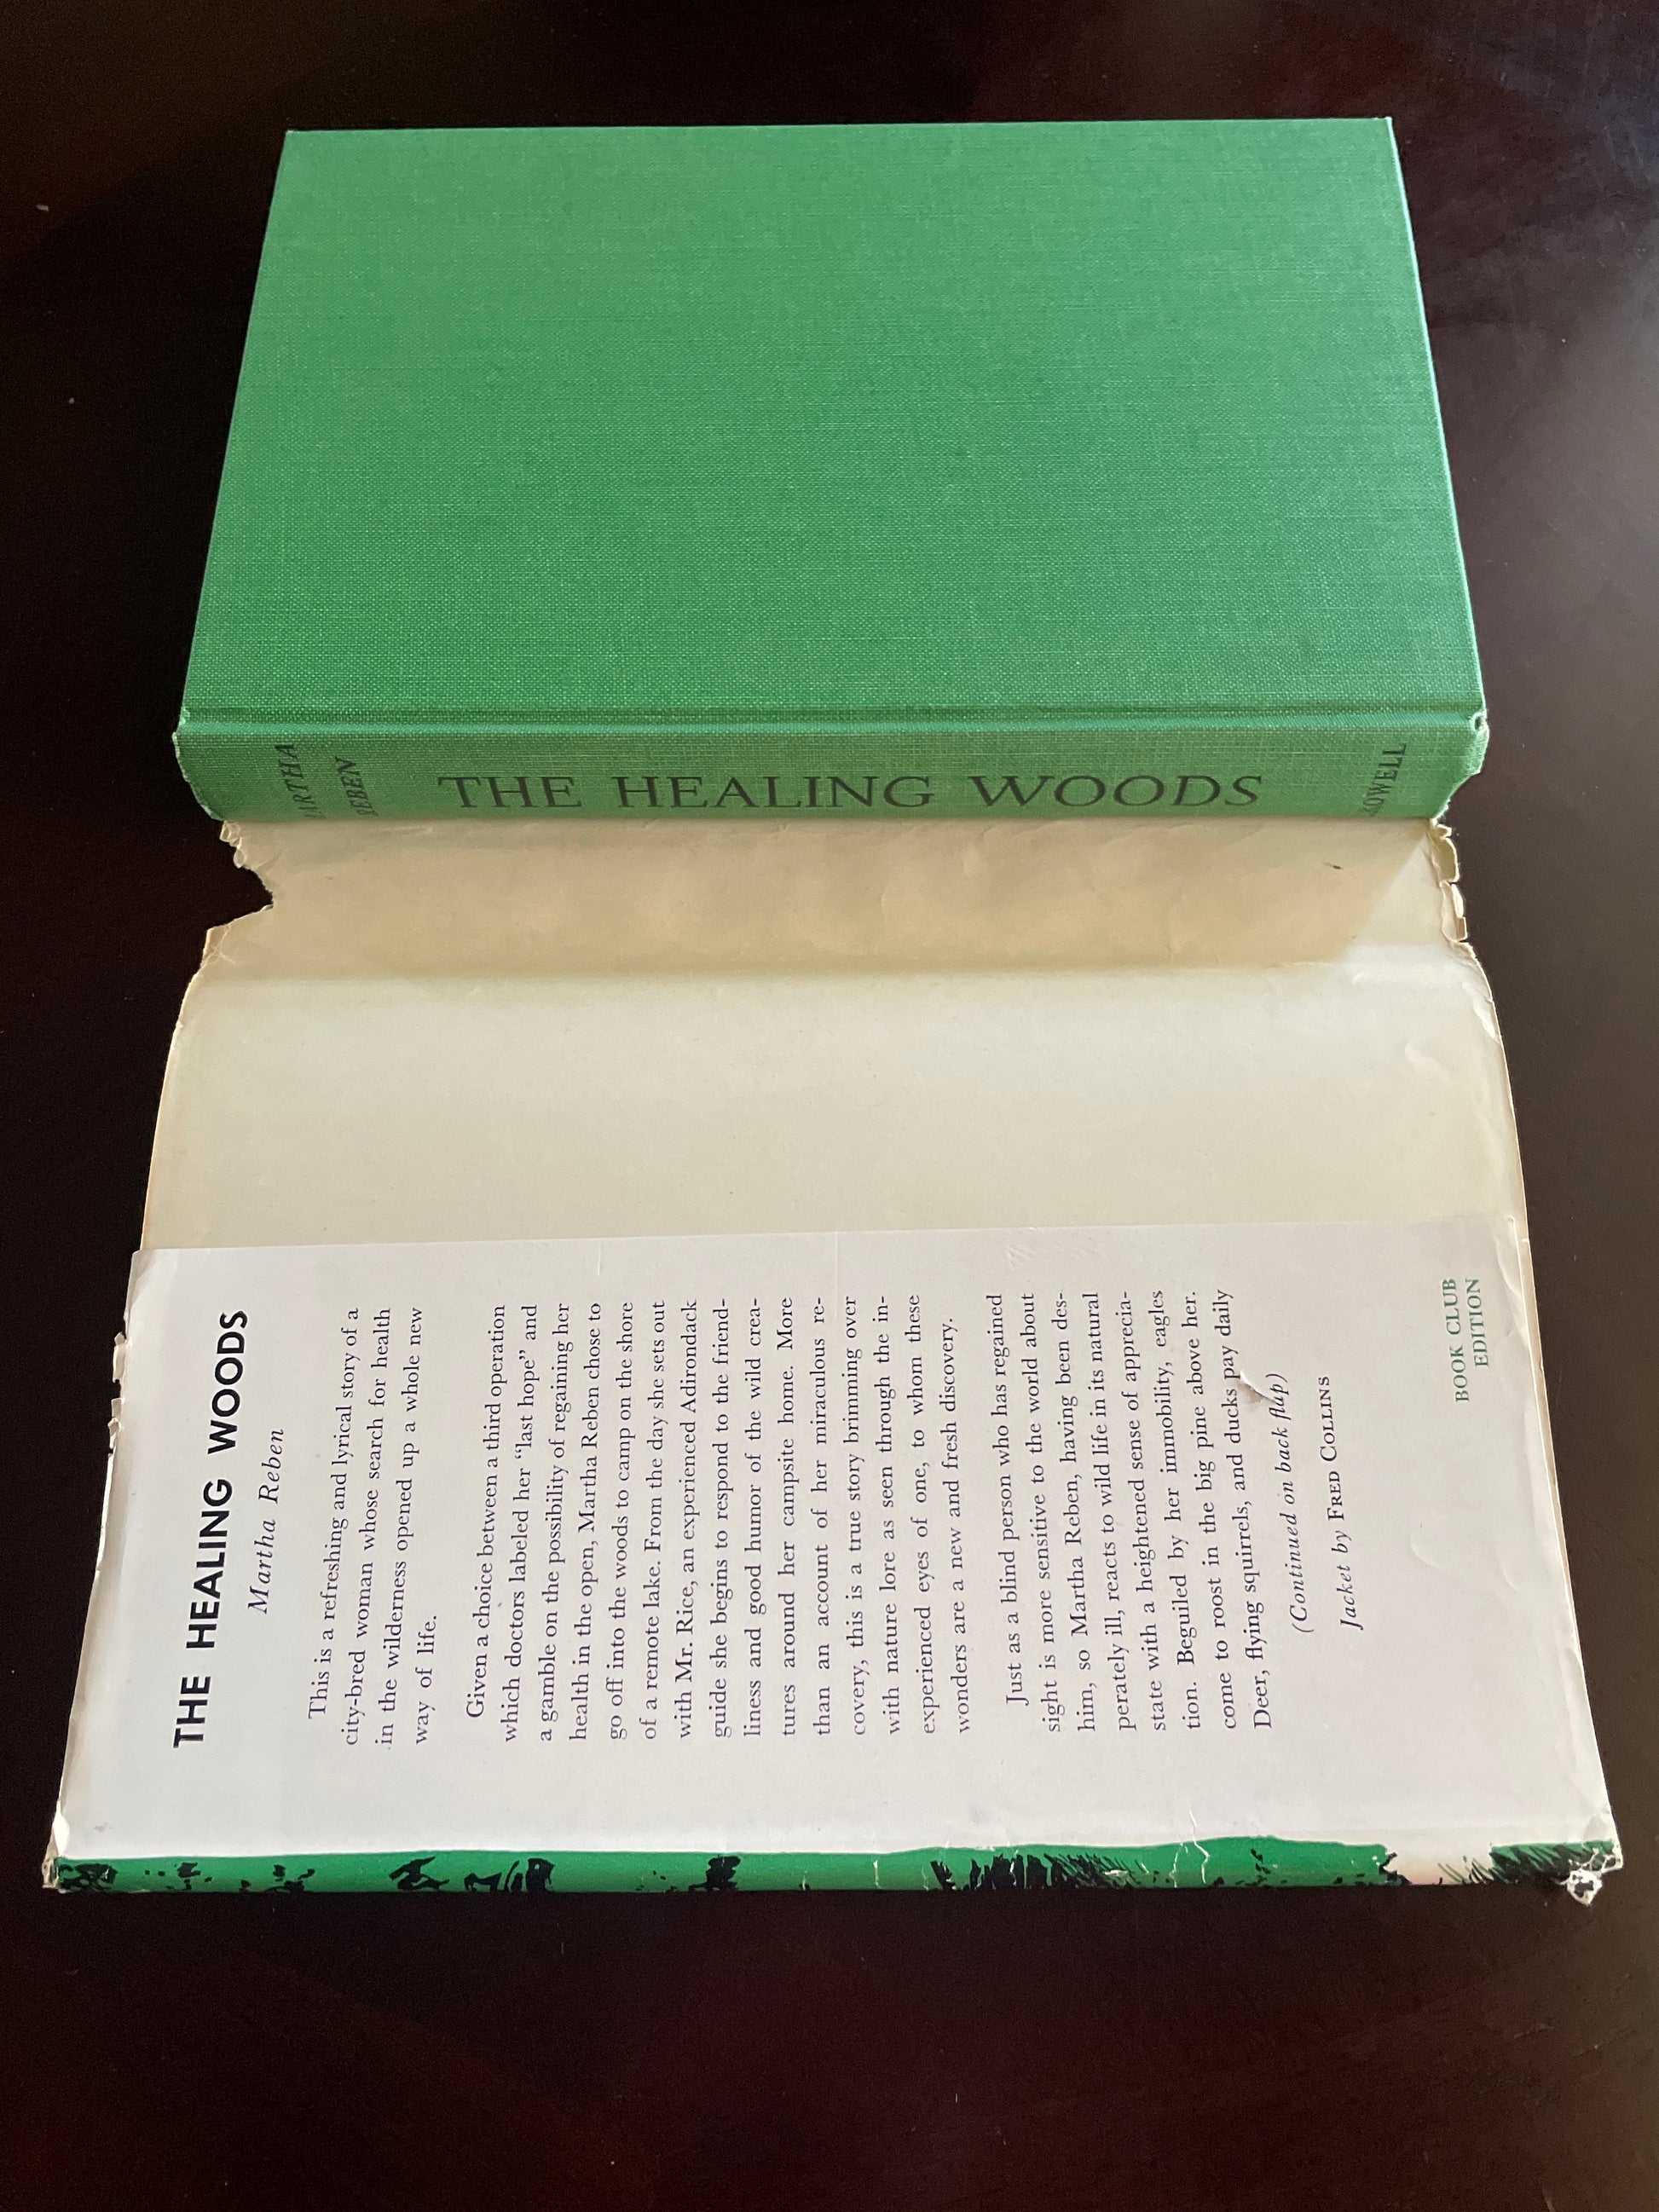 MARTHA
REBEN
THE HEALING WOODS
CROWELL
THE HEALING WOODS
Martha Reben
This is a refreshing and lyrical story of a
city-bred woman whose search for health
in the wilderness opened up a whole new
way of life.
Given a choice between a third operation
which doctors labeled her "last hope" and
a gamble on the possibility of regaining her
health in the open, Martha Reben chose to
go off into the woods to camp on the shore
of a remote lake. From the day she sets out
with Mr. Rice, an experienced Adirondack
guide she begins to respond to the friend-
liness and good humor of the wild crea-
tures around her campsite home. More
than an account of her miraculous re-
covery, this is a true story brimming over
with nature lore as seen through the in-
experienced eyes of one, to whom these
wonders are a new and fresh discovery.
Just as a blind person who has regained
sight is more sensitive to the world about
him, so Martha Reben, having been des-
perately ill, reacts to wild life in its natural
state with a heightened sense of apprecia-
tion. Beguiled by her immobility, eagles
come to roost in the big pine above her.
Deer, flying squirrels, and ducks pay daily
(Continued on back flap)
Jacket by FRED COLLINS
BOOK CLUB
EDITION